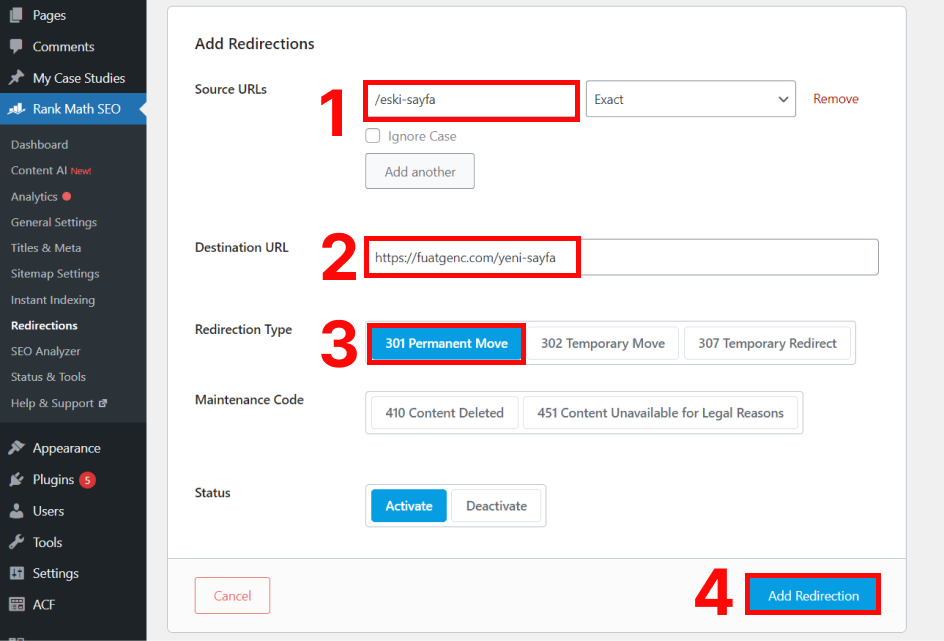 Pages
Comments
My Case Studies
Rank Math SEO
Dashboard
Content AI New!
Analytics
General Settings
Titles & Meta
Sitemap Settings
Instant Indexing
Redirections
SEO Analyzer
Status & Tools
Help & Support
Appearance
Plugins 5
Users
Tools
Settings
ACF
Add Redirections
Source URLs
1
/eski-sayfa
Exact
Remove
Ignore Case
Add another
Destination URL
2
https://fuatgenc.com/yeni-sayfa
Redirection Type
3
301 Permanent Move
302 Temporary Move
307 Temporary Redirect
Maintenance Code
410 Content Deleted
451 Content Unavailable for Legal Reasons
Status
Activate
Deactivate
Cancel
4
Add Redirection